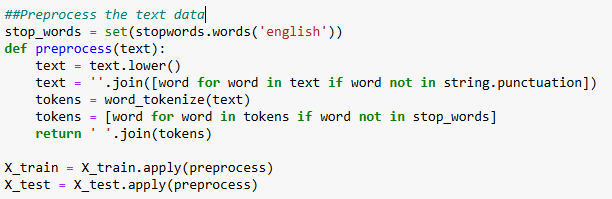 ##Preprocess the text data
stop_words = set(stopwords.words('english'))
def preprocess(text):
    text = text.lower()
    text = ''.join([word for word in text if word not in string.punctuation])
    tokens = word_tokenize(text)
    tokens = [word for word in tokens if word not in stop_words]
    return ' '.join(tokens)

X_train = X_train.apply(preprocess)
X_test = X_test.apply(preprocess)